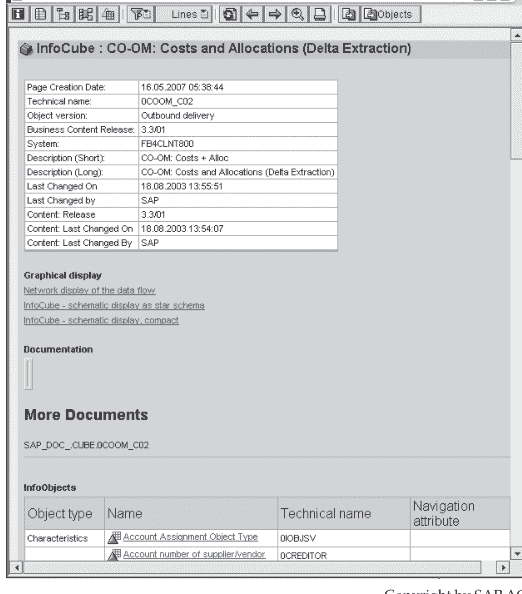 Lines
Objects
InfoCube : CO-OM: Costs and Allocations (Delta Extraction)
Page Creation Date: 16.05.2007 05:38:44
Technical name: 0COOM_C02
Object version: Outbound delivery
Business Content Release: 3.3/01
System: FB4CLNT800
Description (Short): CO-OM: Costs + Alloc
Description (Long): CO-OM: Costs and Allocations (Delta Extraction)
Last Changed On 18.08.2003 13:55:51
Last Changed by SAP
Content: Release 3.3/01
Content: Last Changed On 18.08.2003 13:54:07
Content: Last Changed By SAP
Graphical display
Network display of the data flow
InfoCube - schematic display as star schema
InfoCube - schematic display, compact
Documentation
More Documents
SAP_DOC_.CUBE.0COOM_C02
InfoObjects
Object type Name Technical name Navigation
attribute
Characteristics Account Assignment Object Type 0IOBJSV
Account number of supplier/vendor 0CREDITOR